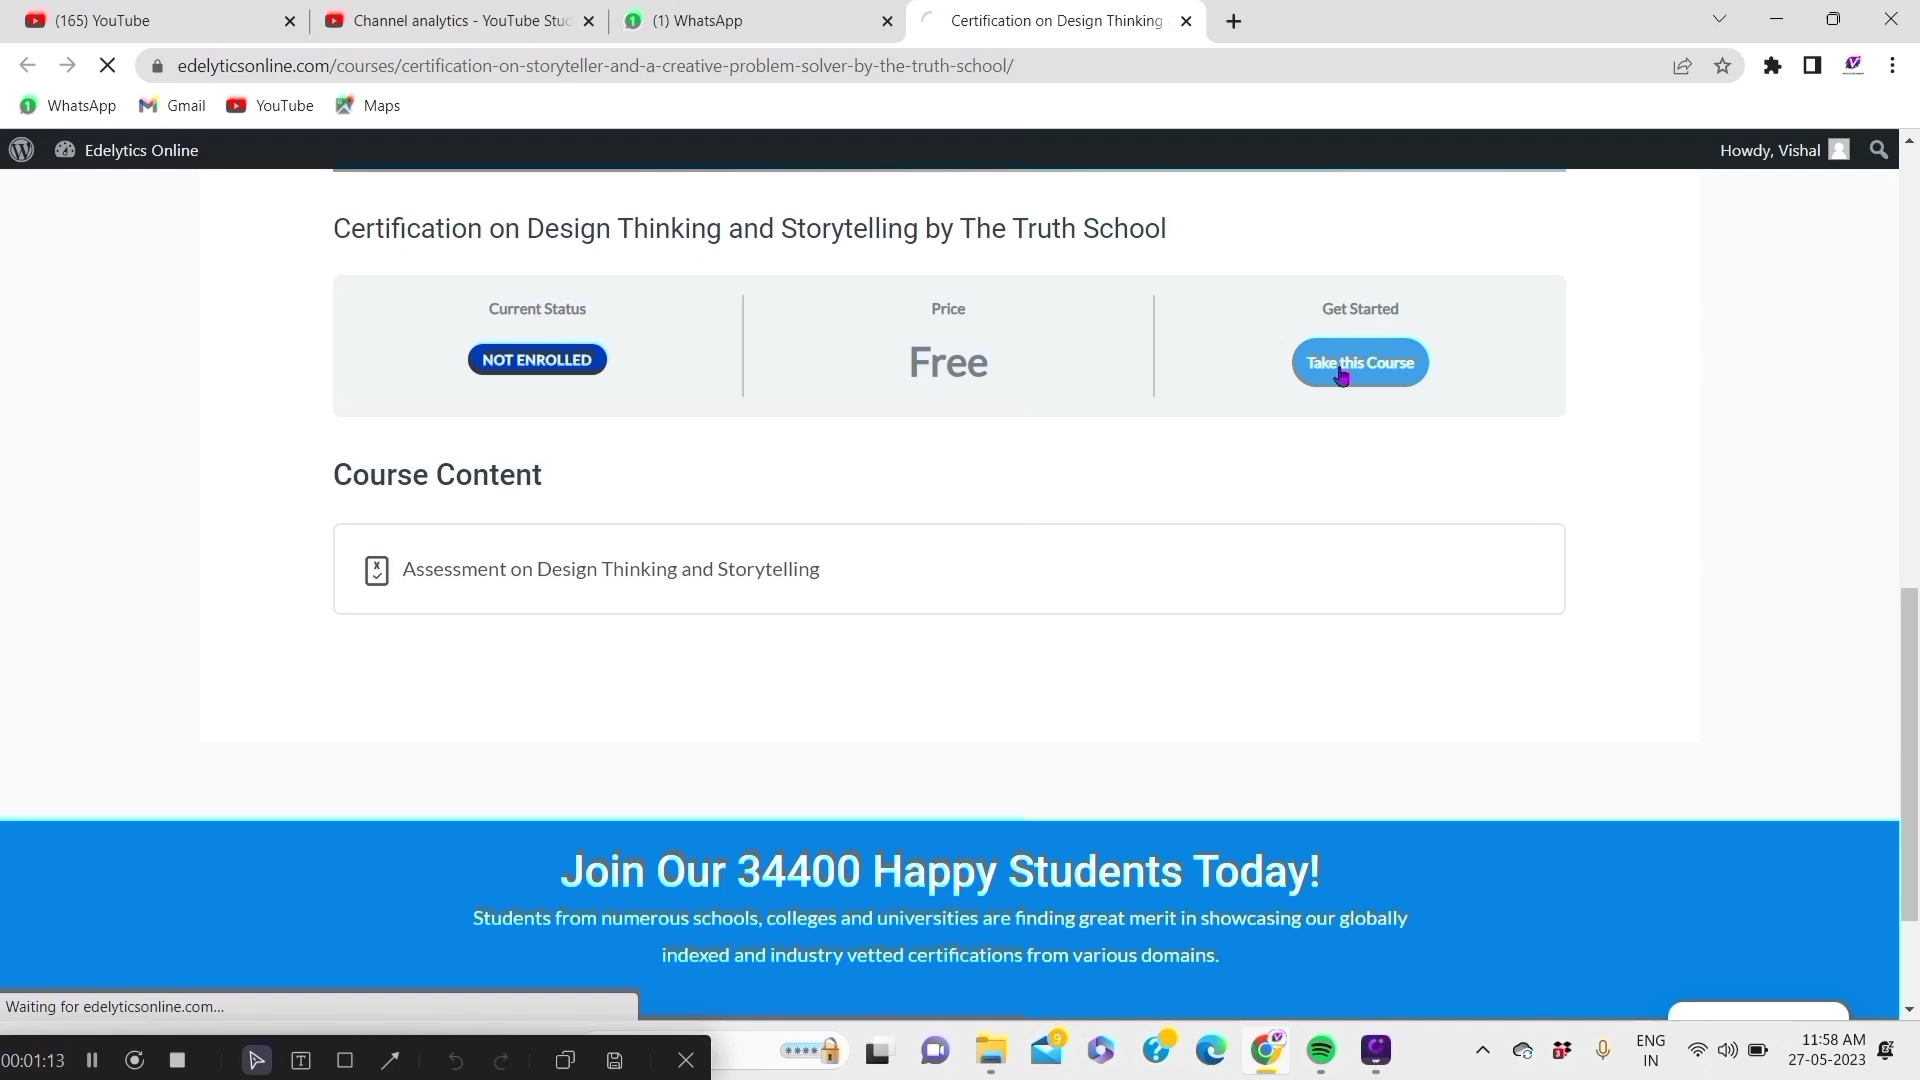 (165) YouTube
Channel analytics - YouTube Stud
(1) WhatsApp
Certification on Design Thinking
edelyticsonline.com/courses/certification-on-storyteller-and-a-creative-problem-solver-by-the-truth-school/
WhatsApp
Gmail
YouTube
Maps
Edelytics Online
Howdy, Vishal
Certification on Design Thinking and Storytelling by The Truth School
Current Status
Price
Get Started
NOT ENROLLED
Free
Take this Course
Course Content
Assessment on Design Thinking and Storytelling
Join Our 34400 Happy Students Today!
Students from numerous schools, colleges and universities are finding great merit in showcasing our globally
indexed and industry vetted certifications from various domains.
Waiting for edelyticsonline.com...
00:01:13
9
ENG
IN
11:58 AM
27-05-2023